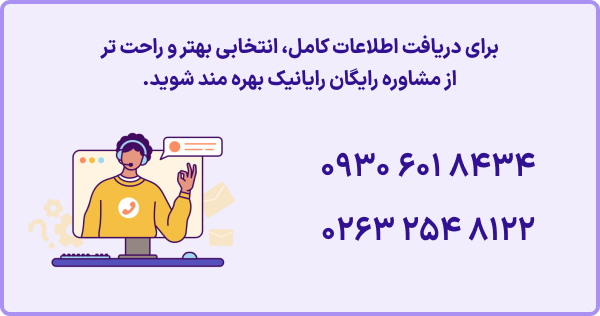 برای دریافت اطلاعات کامل، انتخابی بهتر و راحت تر
از مشاوره رایگان رایانیک بهره مند شوید.
۰۹۳۰ ۶۰۱ ۸۴۳۴
۰۲۶۳ ۲۵۴ ۸۱۲۲